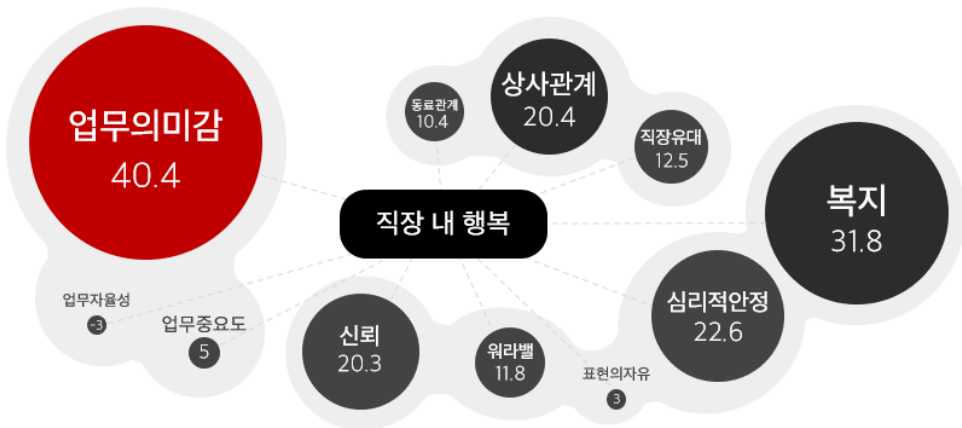 업무의미감
40.4
동료관계
10.4
상사관계
20.4
직장유대
12.5
복지
31.8
직장 내 행복
심리적안정
22.6
업무자율성
-3
업무중요도
5
신뢰
20.3
워라밸
11.8
표현의자유
3